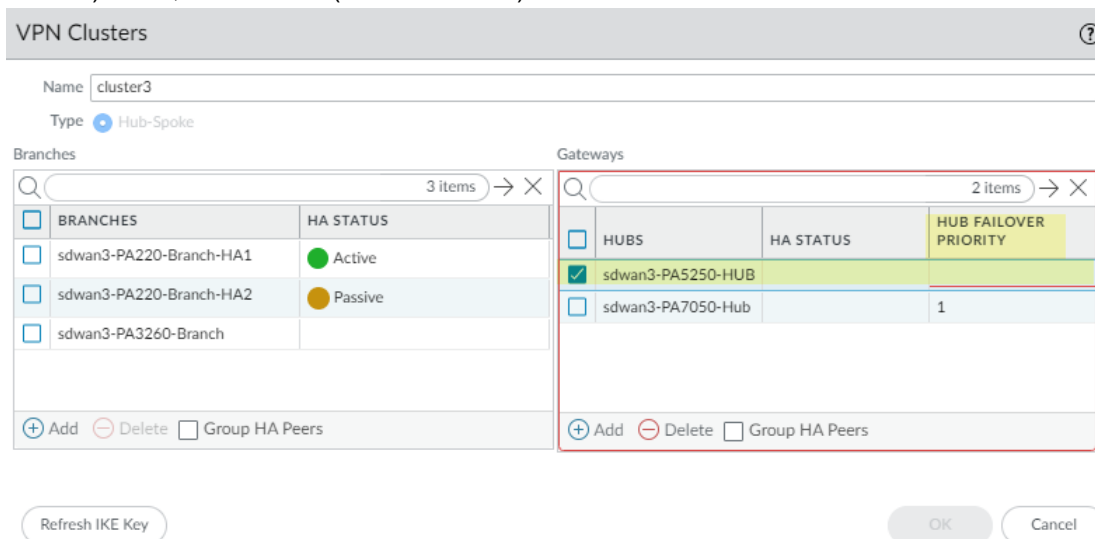 VPN Clusters
?
Name cluster3
Type Hub-Spoke
Branches
3 items
BRANCHES HA STATUS
sdwan3-PA220-Branch-HA1 Active
sdwan3-PA220-Branch-HA2 Passive
sdwan3-PA3260-Branch
Add Delete Group HA Peers
Gateways
2 items
HUBS HA STATUS HUB FAILOVER
PRIORITY
sdwan3-PA5250-HUB
sdwan3-PA7050-Hub 1
Add Delete Group HA Peers
Refresh IKE Key OK Cancel